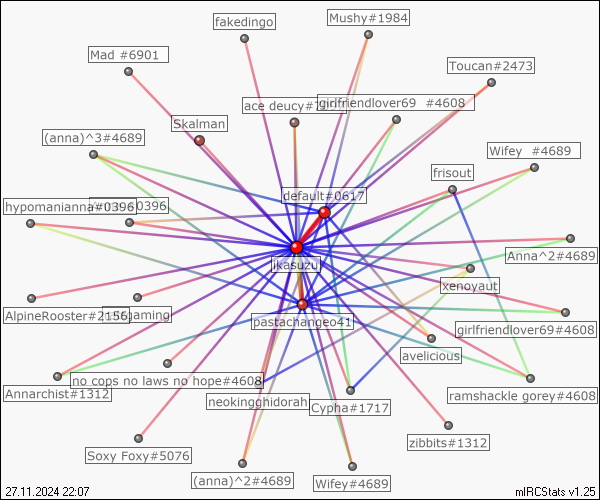 fakedingo
Mushy#1984
Mad #6901
Toucan#2473
ace deucy#
girlfriendlover69 #4608
Skalman
(anna)^3#4689
Wifey #4689
frisout
default#0617
hypomanianna#0396
0396
ikasuzu
Anna^2#4689
xenoyaut
AlpineRooster#2156
gaming
pastachangeo41
girlfriendlover69#4608
avelicious
no cops no laws no hope#4608
Annarchist#1312
neokingghidorah
Cypha#1717
ramshackle gorey#4608
zibbits#1312
Soxy Foxy#5076
(anna)^2#4689
Wifey#4689
27.11.2024 22:07
mIRCStats v1.25